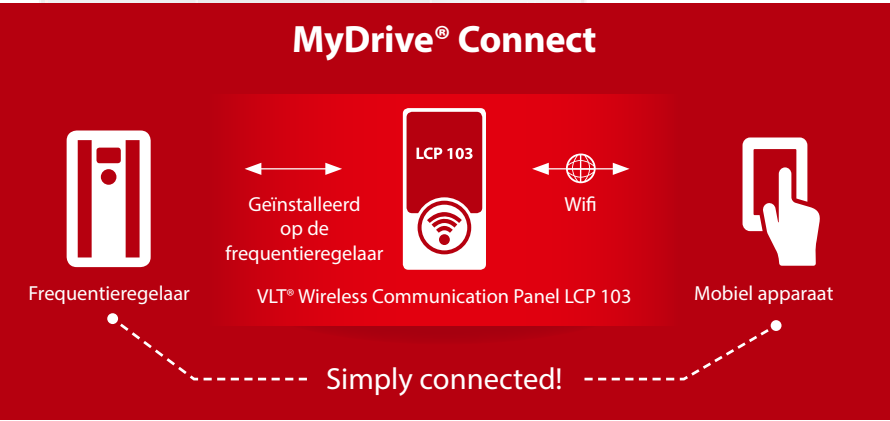 MyDrive® Connect
LCP 103
Geïnstalleerd
op de
frequentieregelaar
Wifi
Frequentieregelaar
VLT® Wireless Communication Panel LCP 103
Mobiel apparaat
Simply connected!